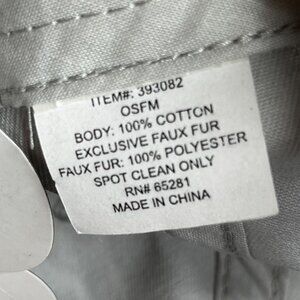 ITEM#: 393082
OSFM
BODY: 100% COTTON
EXCLUSIVE FAUX FUR
FAUX FUR: 100% POLYESTER
SPOT CLEAN ONLY
RN# 65281
MADE IN CHINA